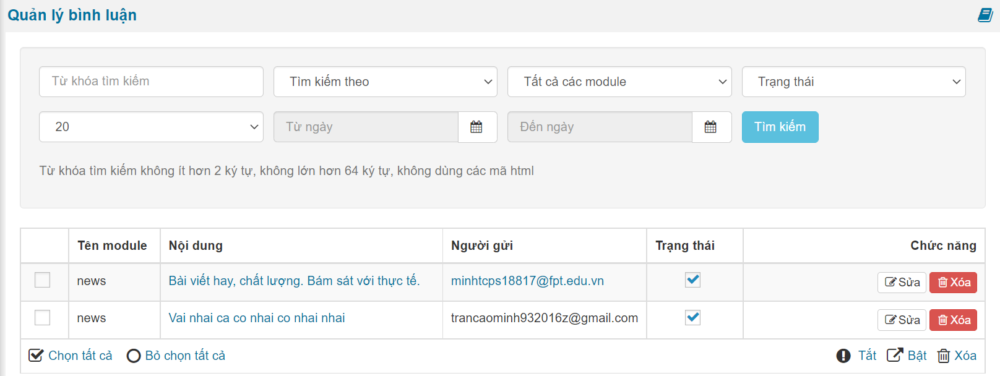 Quản lý bình luận
Từ khóa tìm kiếm Tìm kiếm theo Tất cả các module Trạng thái
20 Từ ngày Đến ngày Tìm kiếm
Từ khóa tìm kiếm không ít hơn 2 ký tự, không lớn hơn 64 ký tự, không dùng các mã html
Tên module Nội dung Người gửi Trạng thái Chức năng
news Bài viết hay, chất lượng. Bám sát với thực tế. minhtcps18817@fpt.edu.vn Sửa Xóa
news Vai nhai ca co nhai co nhai nhai trancaominh932016z@gmail.com Sửa Xóa
Chọn tất cả Bỏ chọn tất cả Tắt Bật Xóa